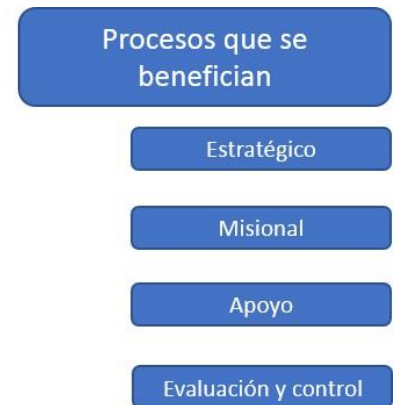 Procesos que se
benefician
Estratégico
Misional
Apoyo
Evaluación y control